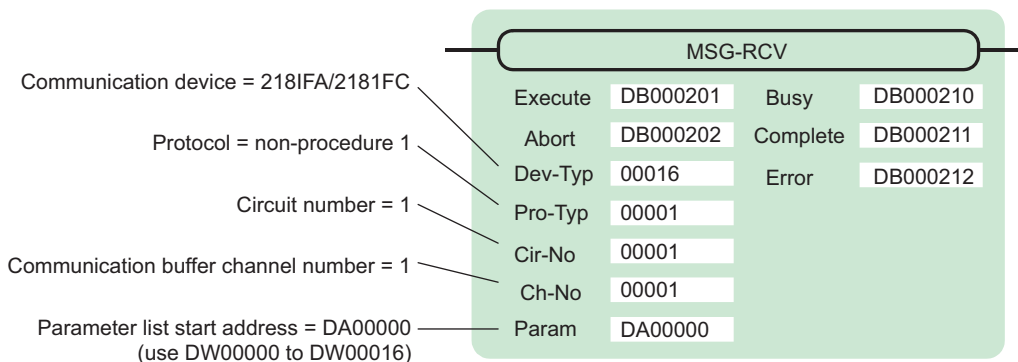 MSG-RCV
Communication device = 218IFA/2181FC
Protocol = non-procedure 1
Circuit number = 1
Communication buffer channel number = 1
Parameter list start address = DA00000
(use DW00000 to DW00016)
Execute DB000201 Busy DB000210
Abort DB000202 Complete DB000211
Dev-Typ 00016 Error DB000212
Pro-Typ 00001
Cir-No 00001
Ch-No 00001
Param DA00000